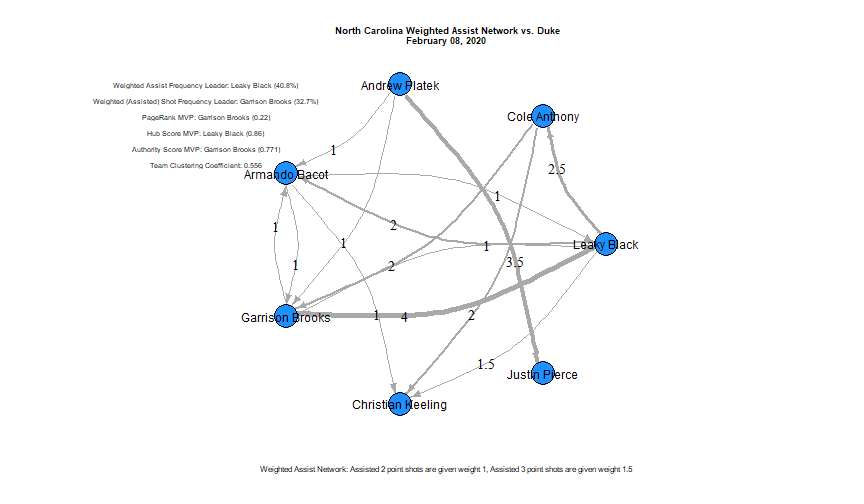 North Carolina Weighted Assist Network vs. Duke
February 08, 2020
Weighted Assist Frequency Leader: Leaky Black (40.8%)
Weighted (Assisted) Shot Frequency Leader: Garrison Brooks (32.7%)
PageRank MVP: Garrison Brooks (0.22)
Hub Score MVP: Leaky Black (0.86)
Authority Score MVP: Garrison Brooks (0.771)
Team Clustering Coefficient: 0.556
Andrew Platek
Cole Anthony
1
2.5
Armando Bacot
1
2
1
1
1
Leaky Black
1
2
3.5
Garrison Brooks
1
4
2
1.5
Justin Pierce
Christian Keeling
Weighted Assist Network: Assisted 2 point shots are given weight 1, Assisted 3 point shots are given weight 1.5